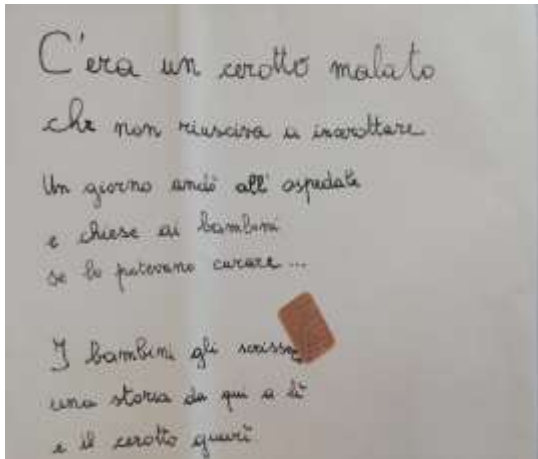 C'era un cerotto malato
che non riusciva a incerottare.
Un giorno andò all'ospedale
e chiese ai bambini
se lo potevano curare...
I bambini gli scrissero
una storia da qui a lì
e il cerotto guarì